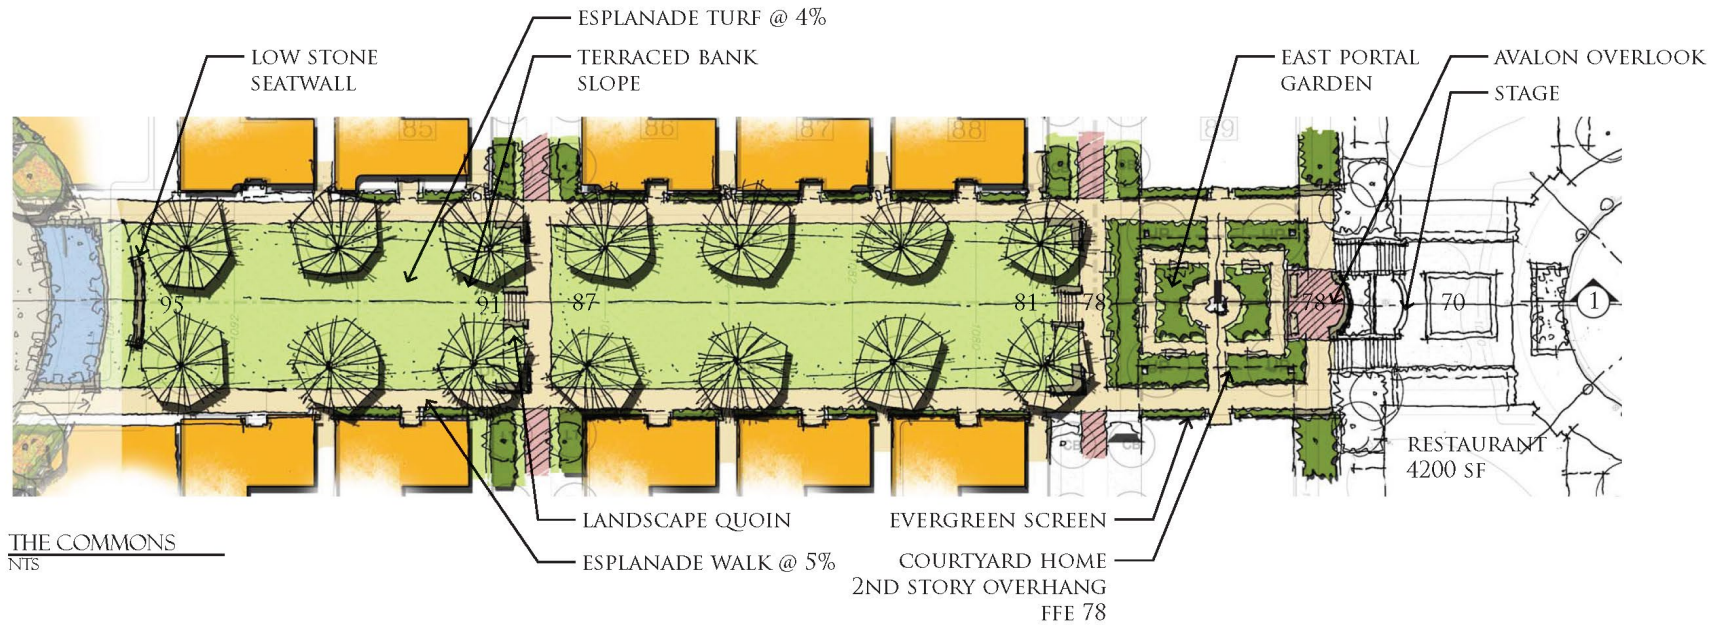 ESPLANADE TURF @ 4%
LOW STONE
SEATWALL
TERRACED BANK
SLOPE
EAST PORTAL
GARDEN
AVALON OVERLOOK
STAGE
85
86
87
88
89
95
91
87
81
78
78
70
1
RESTAURANT
4200 SF
LANDSCAPE QUOIN
ESPLANADE WALK @ 5%
EVERGREEN SCREEN
COURTYARD HOME
2ND STORY OVERHANG
FFE 78
THE COMMONS
NTS